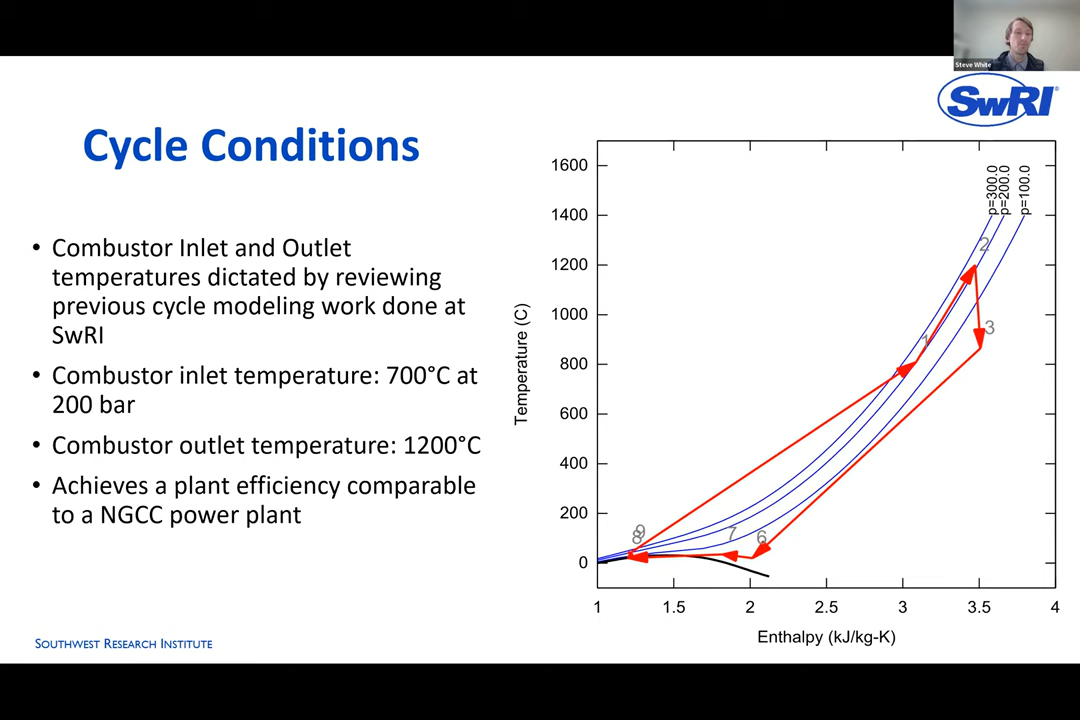 Steve White
SwRI
Cycle Conditions
• Combustor Inlet and Outlet
temperatures dictated by reviewing
previous cycle modeling work done at
SwRI
• Combustor inlet temperature: 700°C at
200 bar
• Combustor outlet temperature: 1200°C
• Achieves a plant efficiency comparable
to a NGCC power plant
SOUTHWEST RESEARCH INSTITUTE
Temperature (C)
1600
1400
1200
1000
800
600
400
200
0
p=300.0
p=200.0
p=100.0
2
3
1
9
8
7
6
1 1.5 2 2.5 3 3.5 4
Enthalpy (kJ/kg-K)